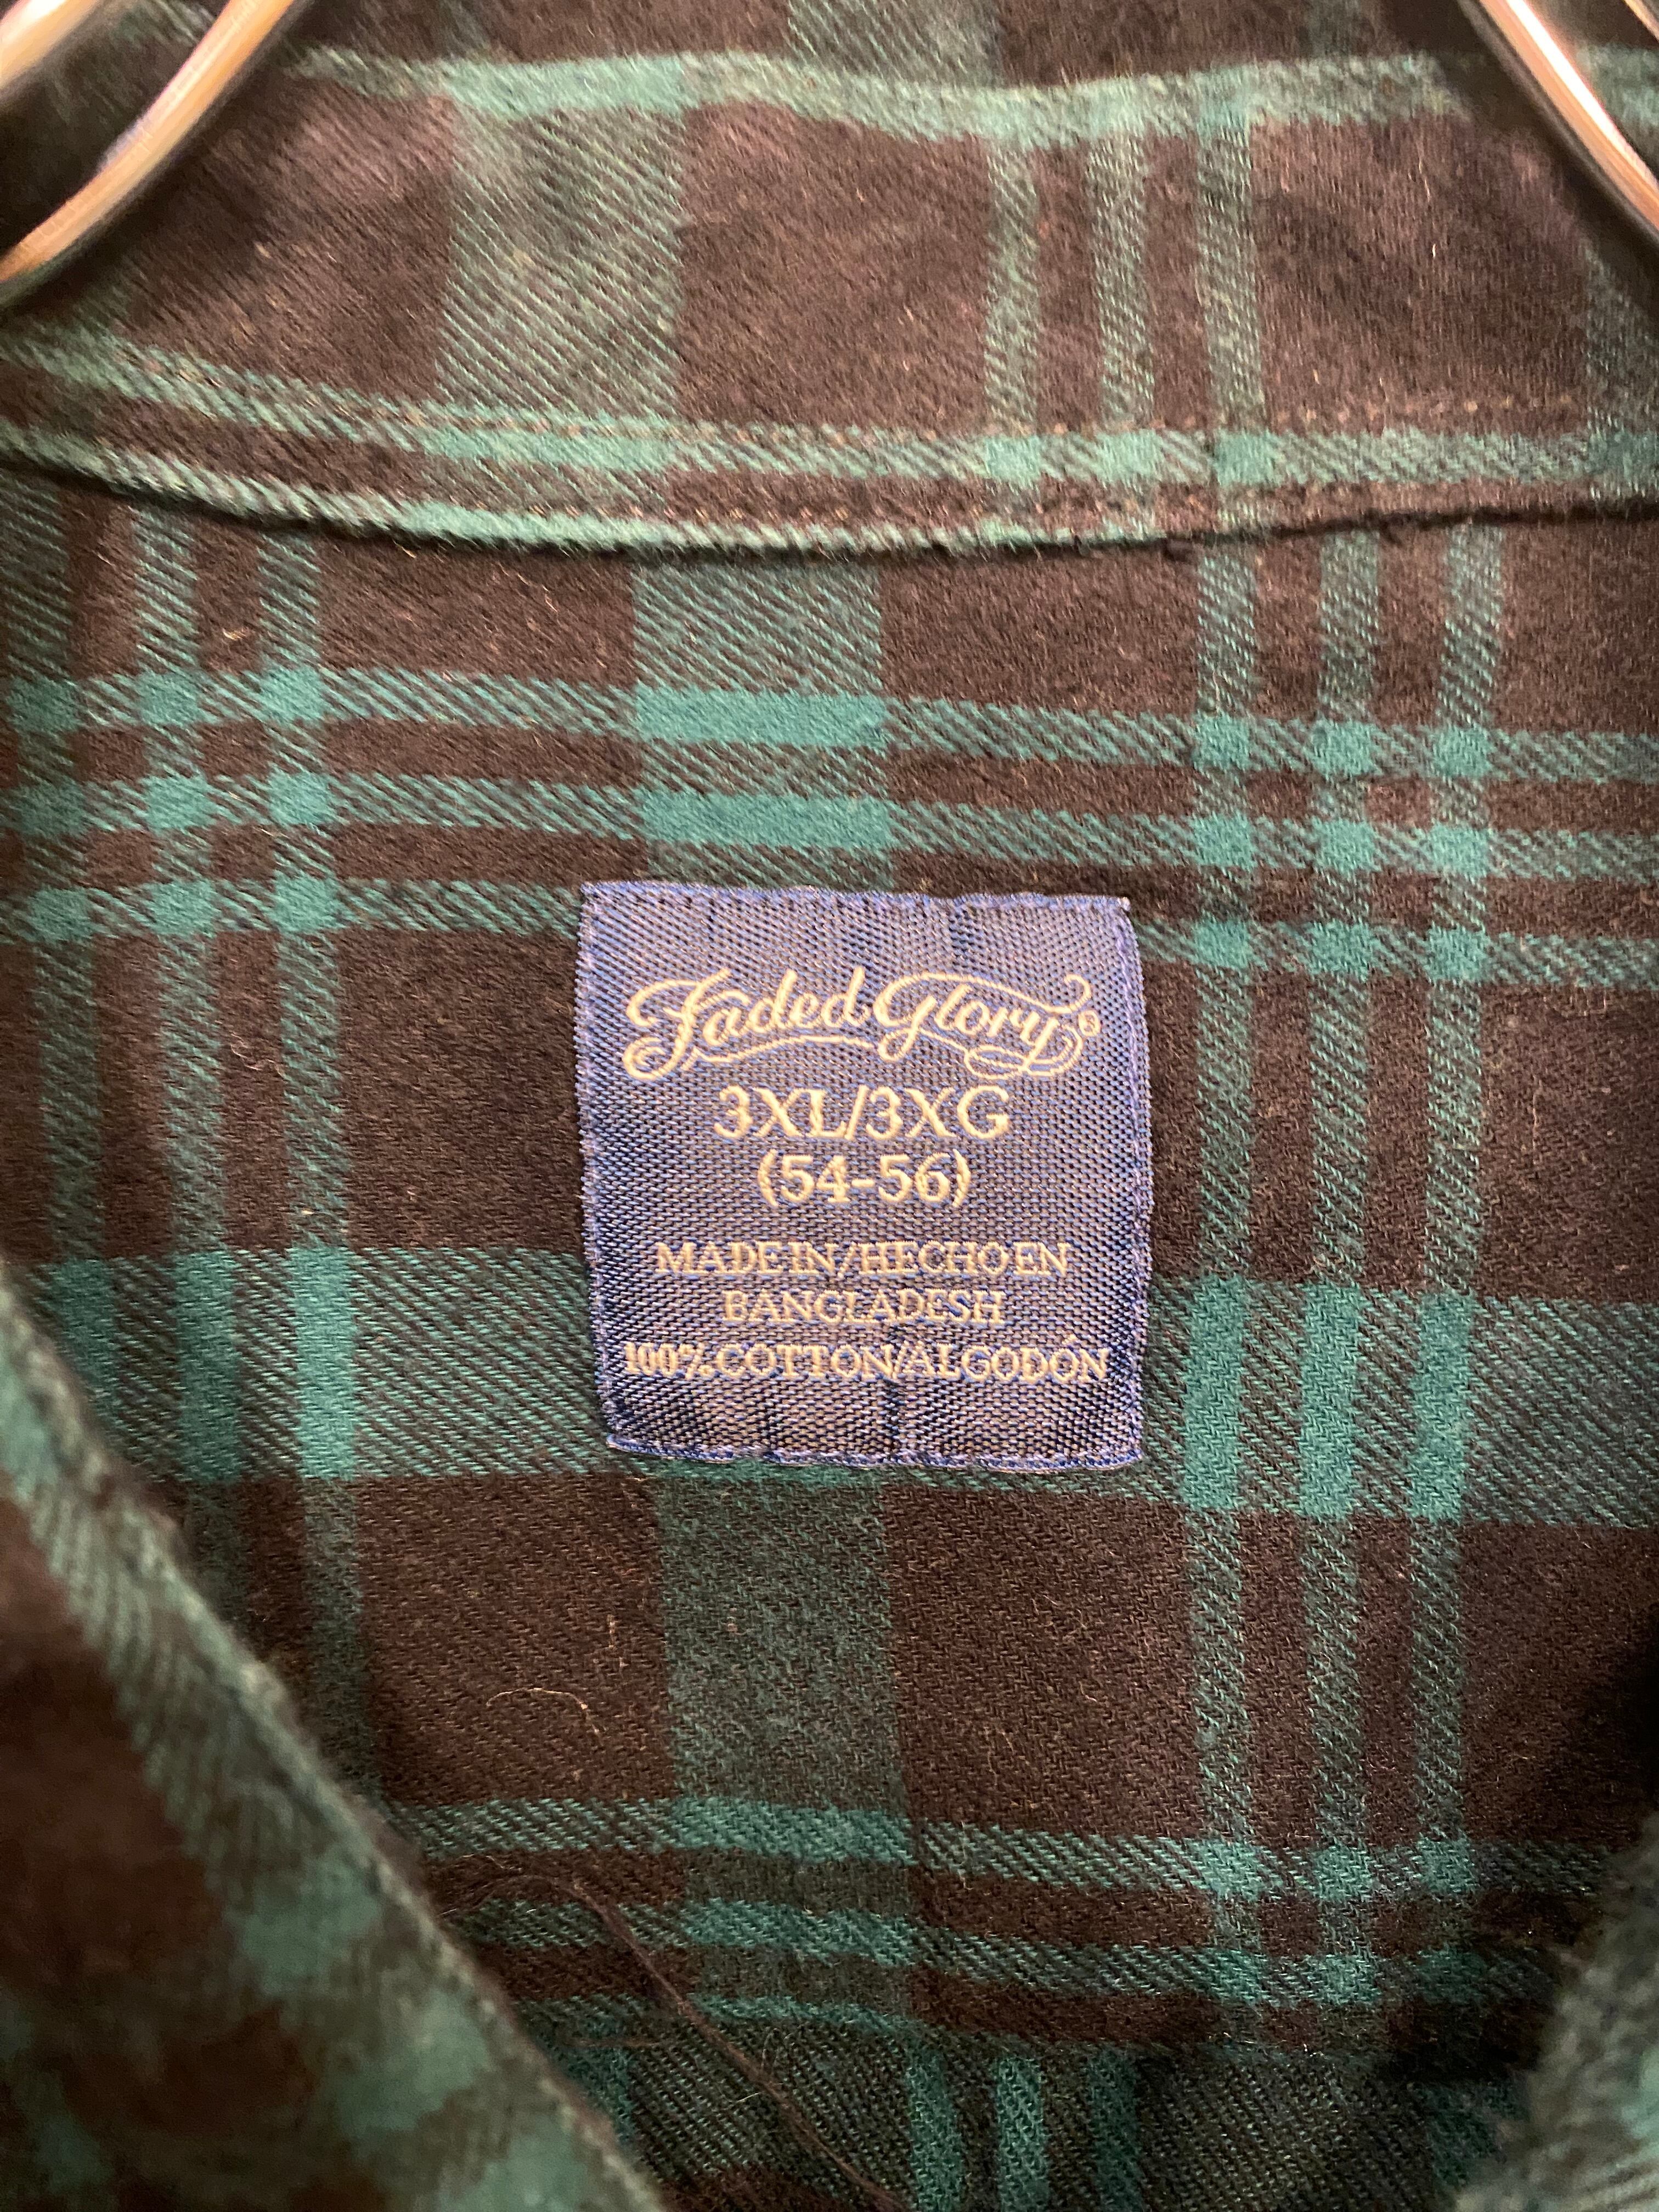 Faded Glory®
3XL/3XG
(54-56)
MADE IN/HECHO EN
BANGLADESH
100% COTTON/ALGODÓN